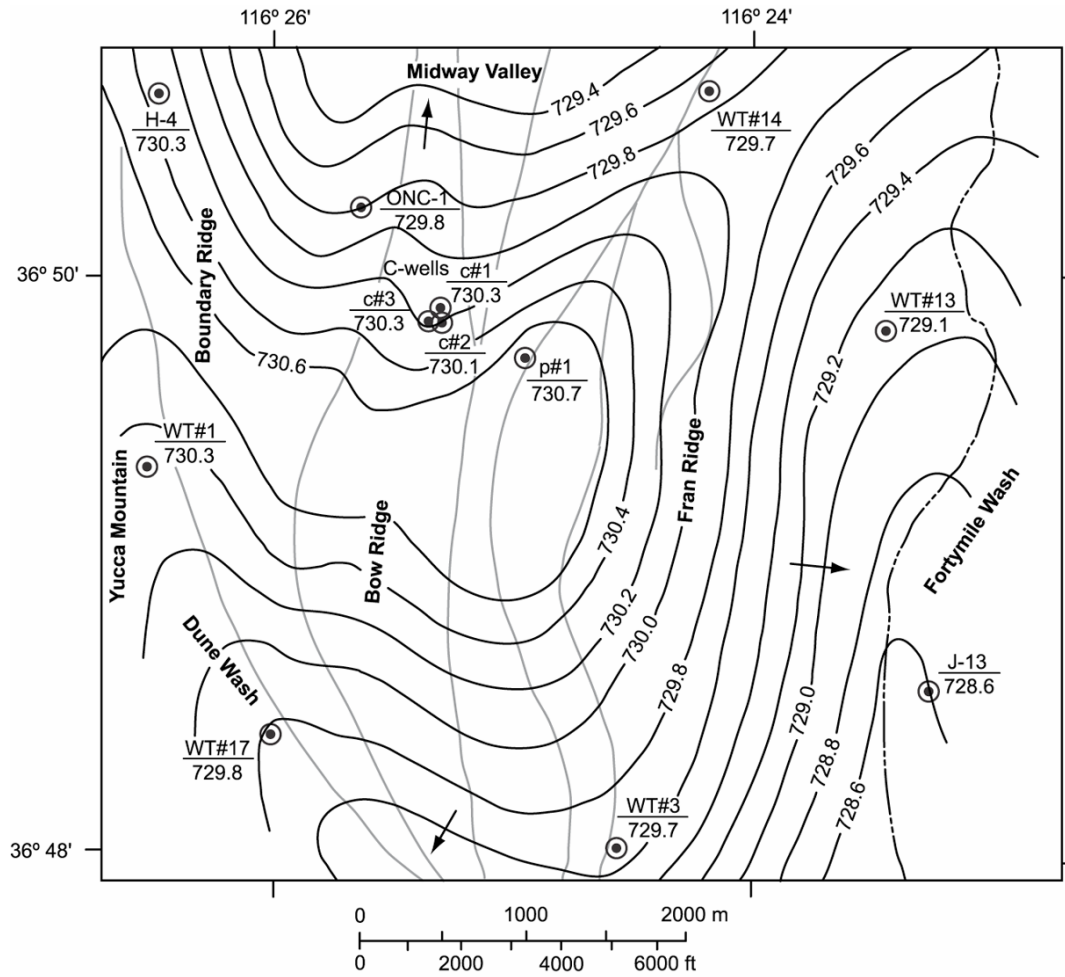 116º 26'
116º 24'
Midway Valley
729.4
729.6
729.8
H-4
730.3
WT#14
729.7
729.6
729.4
ONC-1
729.8
Boundary Ridge
36º 50'
C-wells
c#1
730.3
c#3
730.3
c#2
730.1
WT#13
729.1
730.6
p#1
730.7
729.2
WT#1
730.3
Yucca Mountain
Fran Ridge
730.4
Bow Ridge
Fortymile Wash
730.2
730.0
Dune Wash
729.8
J-13
728.6
729.0
WT#17
729.8
728.8
728.6
WT#3
729.7
36º 48'
0 1000 2000 m
0 2000 4000 6000 ft